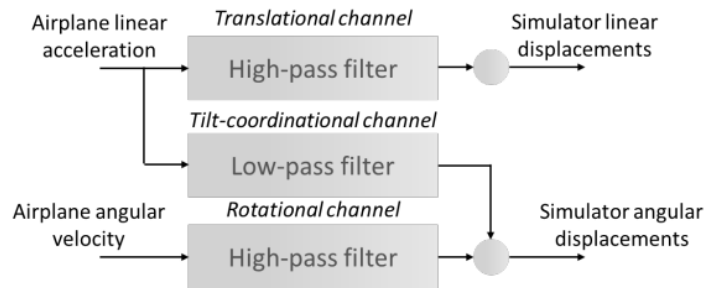 Translational channel
Airplane linear
acceleration
High-pass filter
Simulator linear
displacements
Tilt-coordinational channel
Low-pass filter
Airplane angular
velocity
Rotational channel
High-pass filter
Simulator angular
displacements